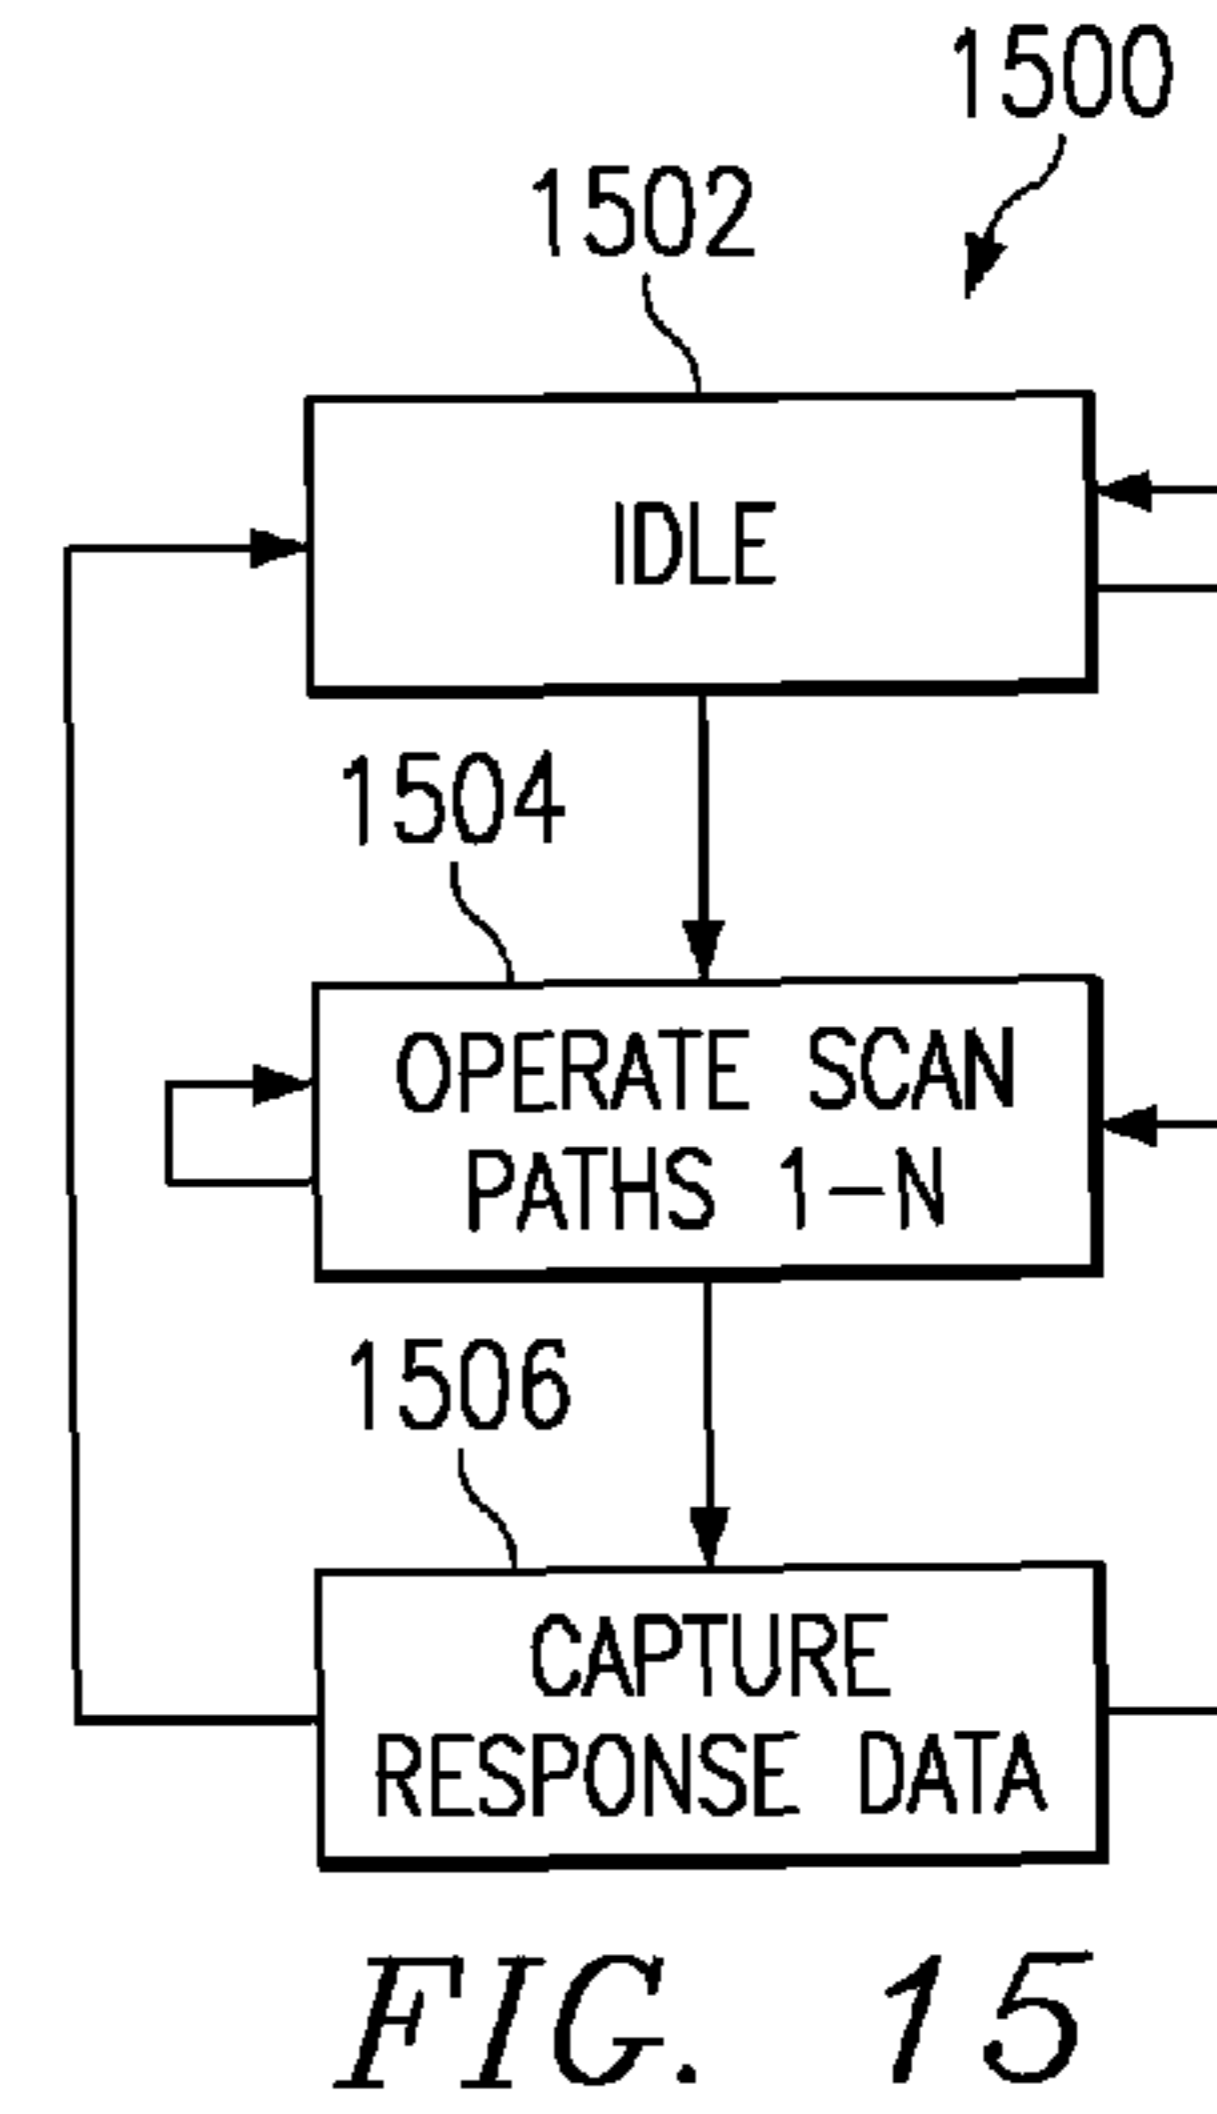 1500
1502
IDLE
1504
OPERATE SCAN
PATHS 1-N
1506
CAPTURE
RESPONSE DATA
FIG. 15